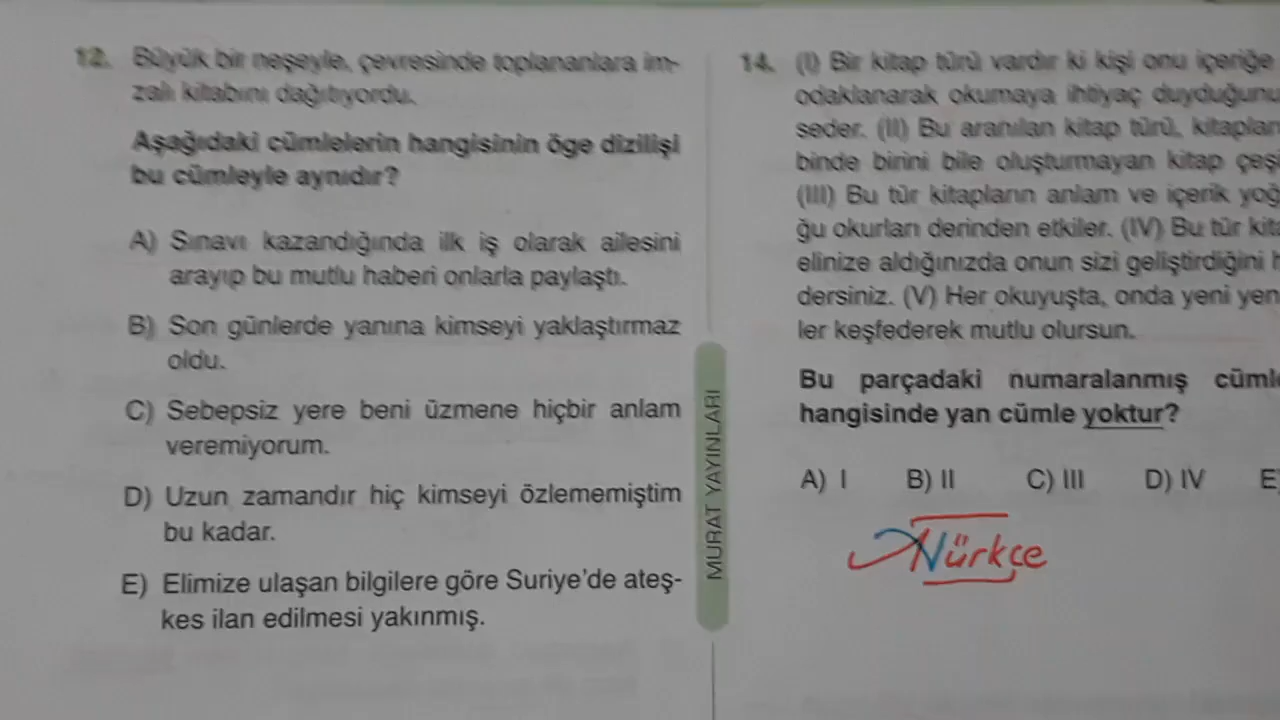 12. Büyük bir neşeyle, çevresinde toplananlara im-
zalı kitabını dağıtıyordu.
Aşağıdaki cümlelerin hangisinin öge dizilişi
bu cümleyle aynıdır?
A) Sınavı kazandığında ilk iş olarak ailesini
arayıp bu mutlu haberi onlarla paylaştı.
B) Son günlerde yanına kimseyi yaklaştırmaz
oldu.
C) Sebepsiz yere beni üzmene hiçbir anlam
veremiyorum.
D) Uzun zamandır hiç kimseyi özlememiştim
bu kadar.
E) Elimize ulaşan bilgilere göre Suriye'de ateş-
kes ilan edilmesi yakınmış.
MURAT YAYINLARI
14. (I) Bir kitap türü vardır ki kişi onu içeriğe
odaklanarak okumaya ihtiyaç duyduğunu
seder. (II) Bu aranılan kitap türü, kitapların
binde birini bile oluşturmayan kitap çeşi
(III) Bu tür kitapların anlam ve içerik yoğ
ğu okurları derinden etkiler. (IV) Bu tür kita
elinize aldığınızda onun sizi geliştirdiğini h
dersiniz. (V) Her okuyuşta, onda yeni yen
ler keşfederek mutlu olursun.
Bu parçadaki numaralanmış cümle
hangisinde yan cümle yoktur?
A) I B) II C) III D) IV E)
Nürkçe